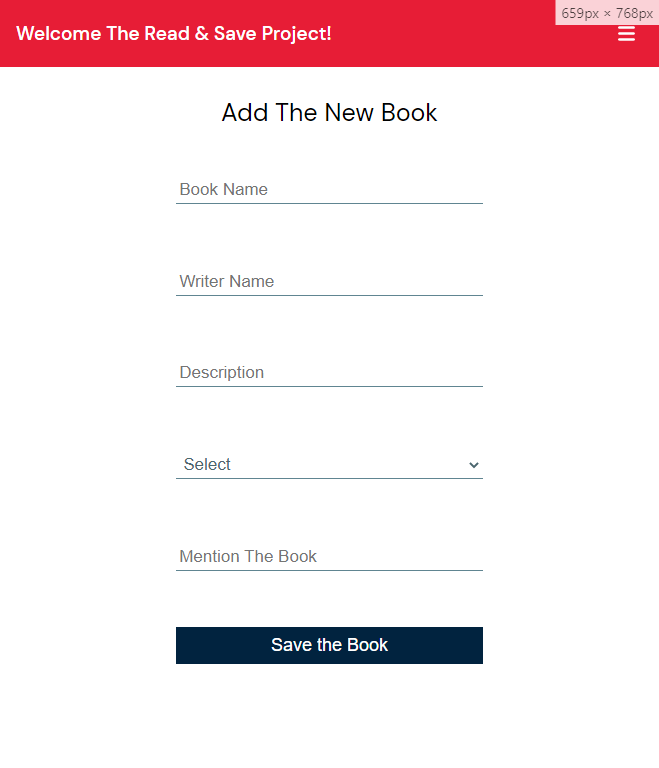 659px × 768px
Welcome The Read & Save Project!
Add The New Book
Book Name
Writer Name
Description
Select
Mention The Book
Save the Book